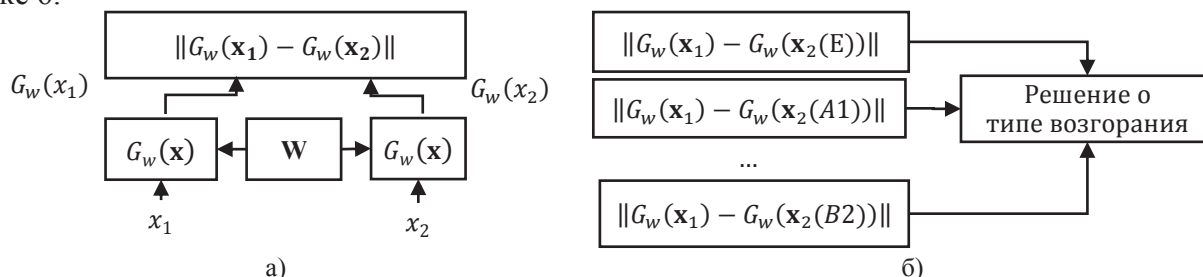 ‖G_w(x₁) − G_w(x₂)‖
G_w(x₁)
G_w(x₂)
G_w(x)
W
G_w(x)
x₁
x₂
а)
‖G_w(x₁) − G_w(x₂(E))‖
‖G_w(x₁) − G_w(x₂(A1))‖
...
‖G_w(x₁) − G_w(x₂(B2))‖
Решение о
типе возгорания
б)